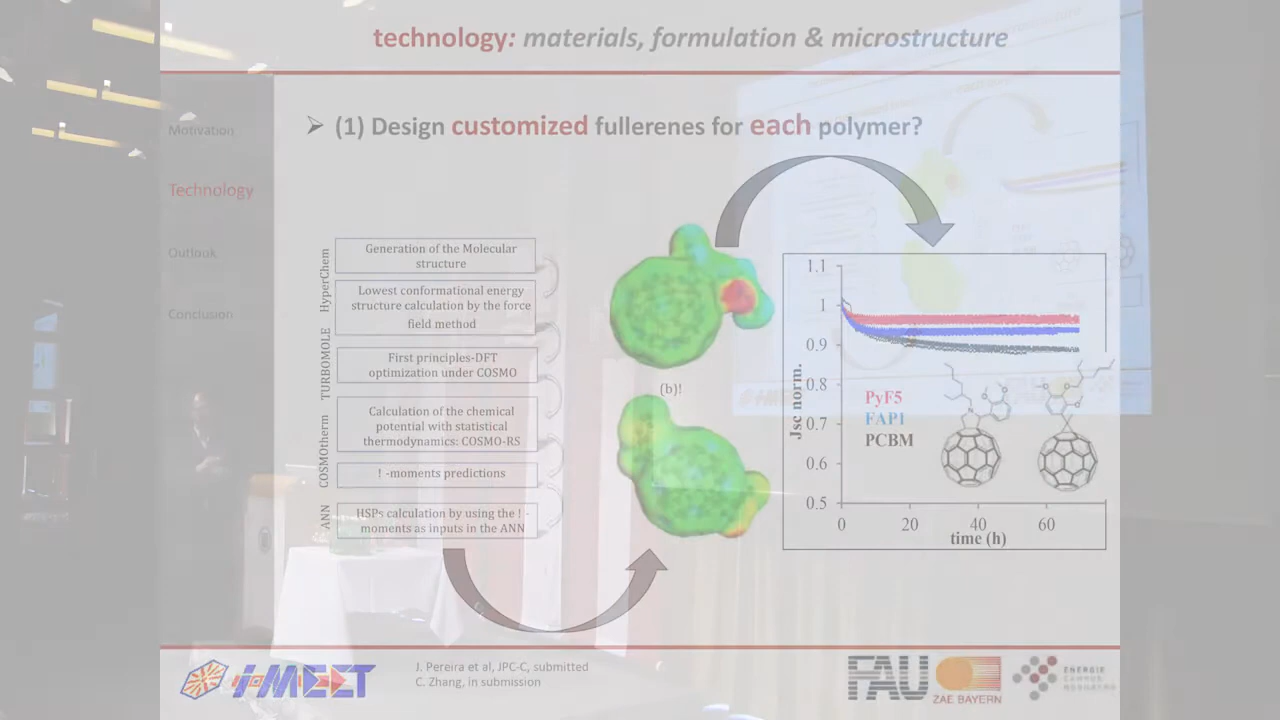 technology: materials, formulation & microstructure
Motivation
Technology
Outlook
Conclusion
(1) Design customized fullerenes for each polymer?
HyperChem
TURBOMOLE
COSMOtherm
ANN
Generation of the Molecular
structure
Lowest conformational energy
structure calculation by the force
field method
First principles-DFT
optimization under COSMO
Calculation of the chemical
potential with statistical
thermodynamics: COSMO-RS
! -moments predictions
HSPs calculation by using the ! -
moments as inputs in the ANN
(b)!
1.1
1
0.9
0.8
0.7
0.6
0.5
Jsc norm.
PyF5
FAP1
PCBM
0
20
40
60
time (h)
i-MEET
J. Pereira et al, JPC-C, submitted
C. Zhang, in submission
FAU
ZAE BAYERN
ENERGIE
CAMPUS
NÜRNBERG